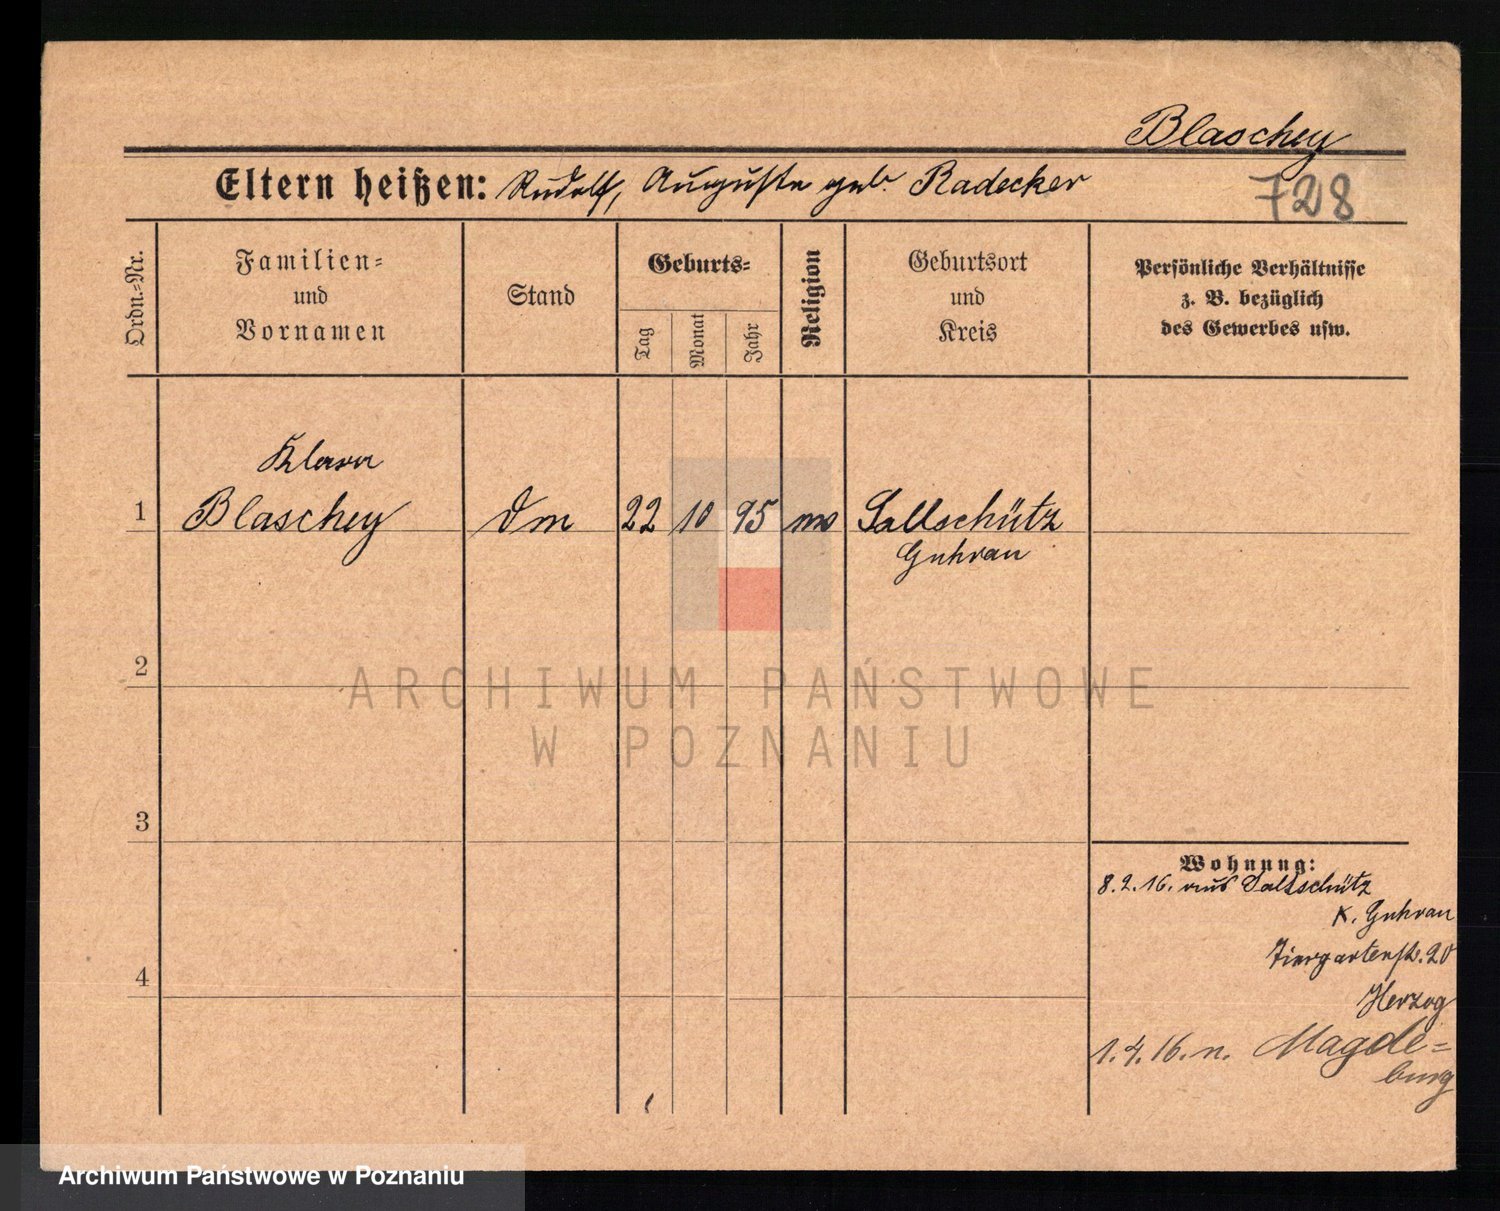 Blaschey
Eltern heißen: Rudolf, Auguste geb. Radecker
728
Ordn.=Nr.
Familien=
und
Vornamen
Stand
Geburts=
Tag
Monat
Jahr
Religion
Geburtsort
und
Kreis
Persönliche Verhältnisse
z. B. bezüglich
des Gewerbes usw.
Klara
1 Blaschey 22 10 95 Sallschütz
Guhrau
2
3
4
Wohnung:
8.2.16. aus Sallschütz
K. Guhrau
Tiergartenstr. 20
Herzog
1.4.16. n. Magde=
burg
ARCHIWUM PAŃSTWOWE
W POZNANIU
Archiwum Państwowe w Poznaniu